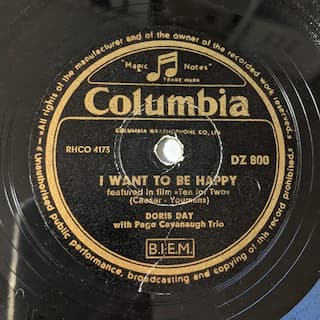 «All rights of the manufacturer and of the owner of the recorded work reserved. Unauthorised public performance, broadcasting and copying of this record prohibited.»
"Magic Notes"
TRADE MARK
Columbia
COLUMBIA GRAPHOPHONE CO., LTD.
RHCO 4175
DZ 800
I WANT TO BE HAPPY
featured in film «Tea for Two»
(Caesar - Youmans)
DORIS DAY
with Page Cavanaugh Trio
B.I.E.M.